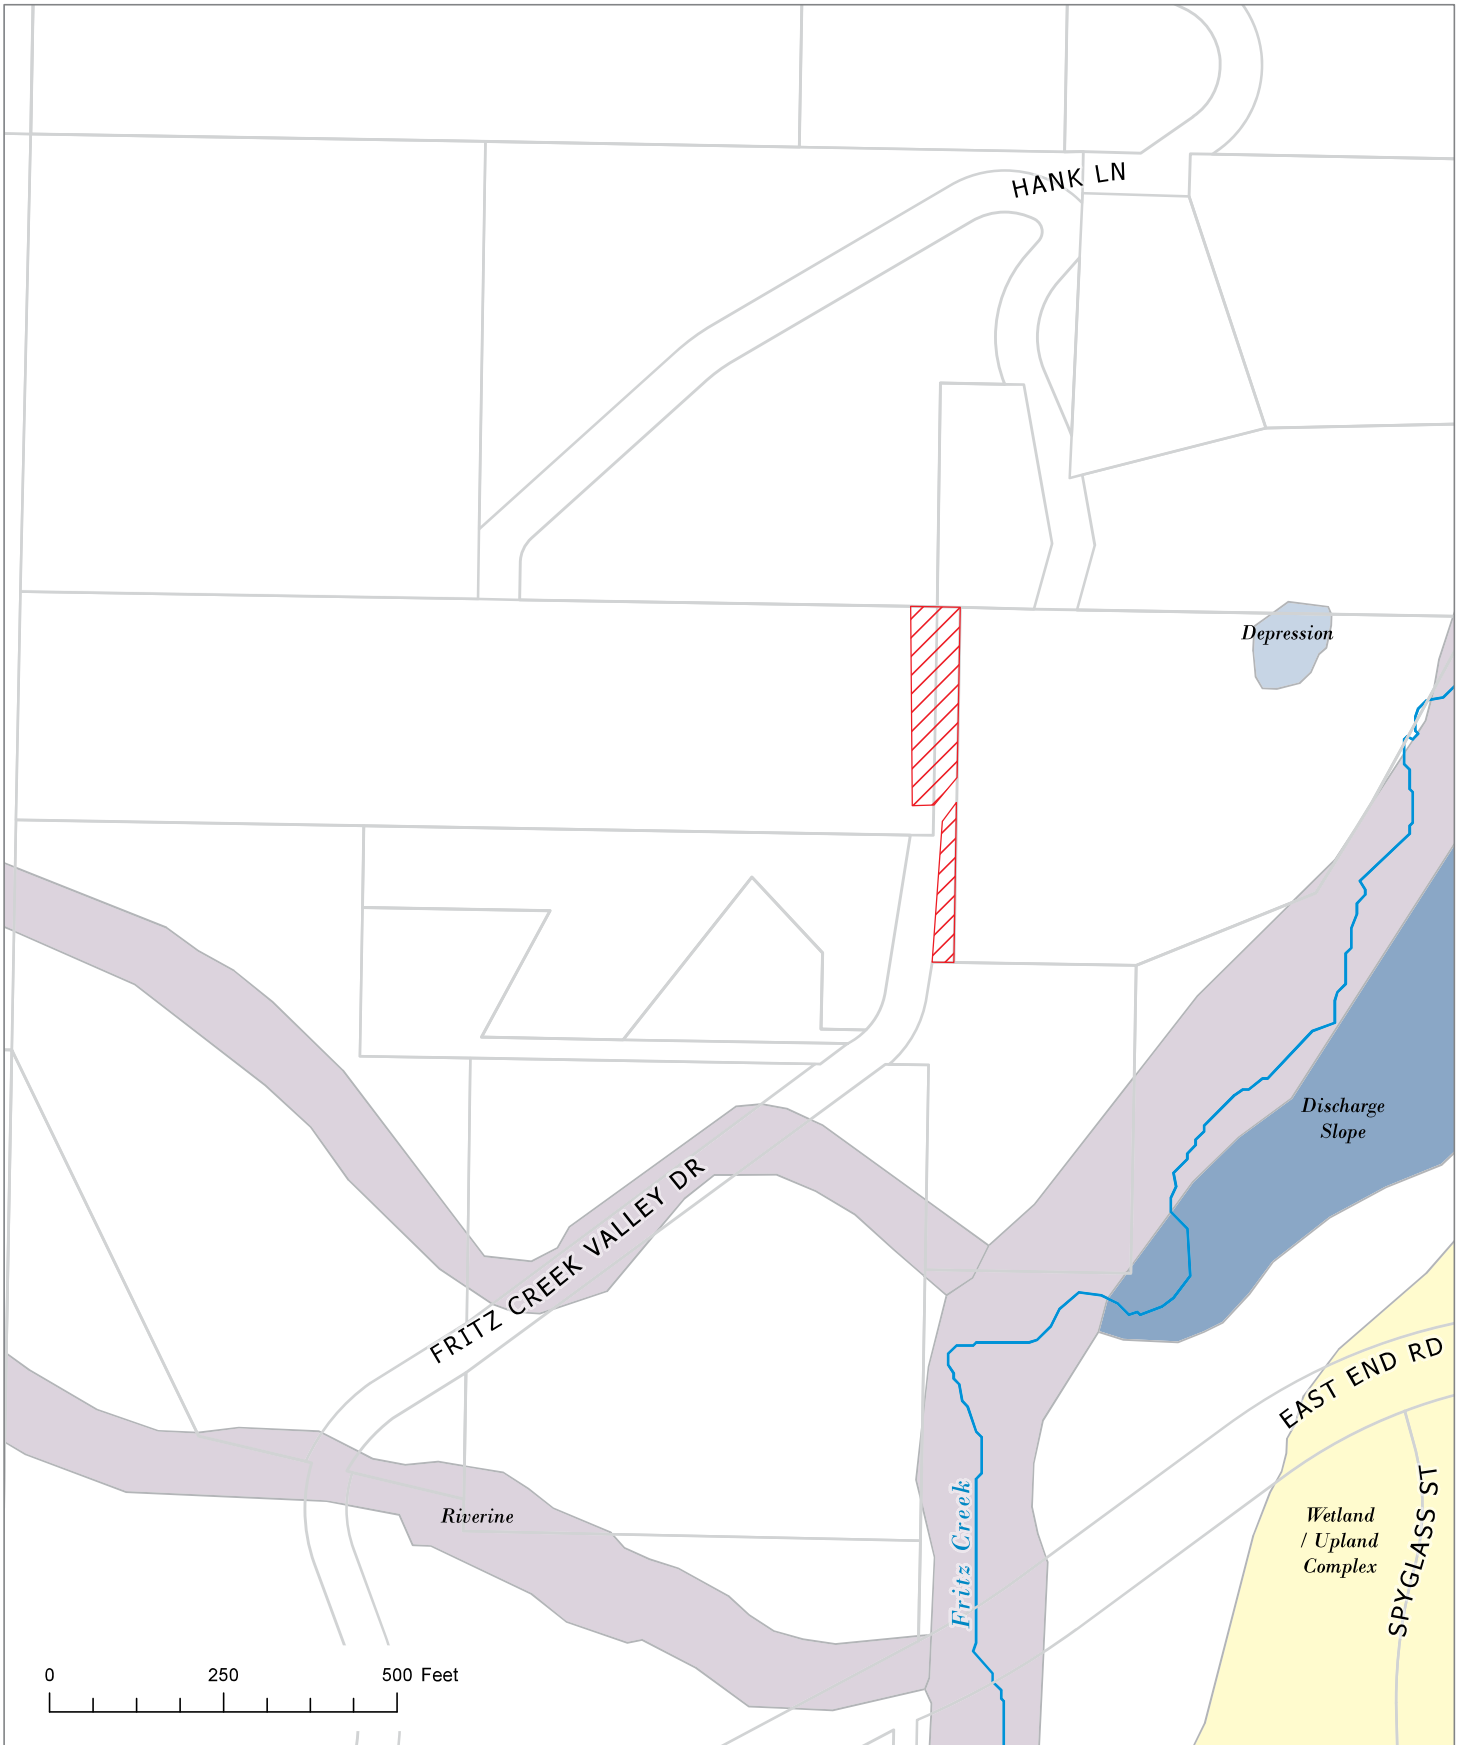 HANK LN
Depression
Discharge
Slope
FRITZ CREEK VALLEY DR
EAST END RD
Riverine
Fritz Creek
Wetland
/ Upland
Complex
SPYGLASS ST
0 250 500 Feet